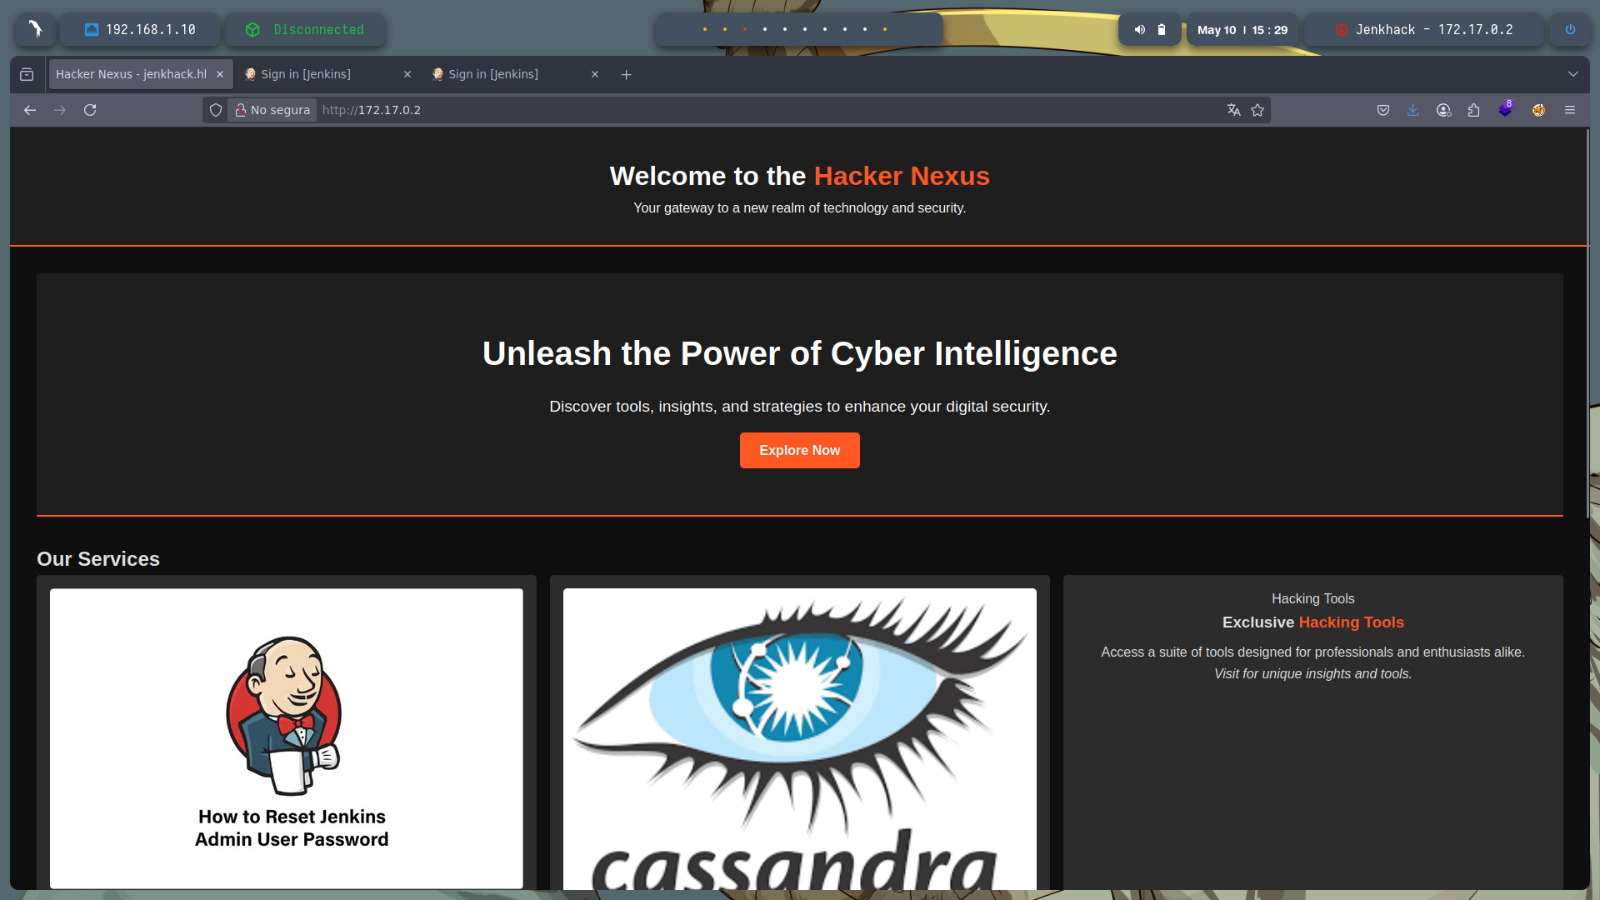 192.168.1.10
Disconnected
May 10 | 15 : 29
Jenkhack - 172.17.0.2
Hacker Nexus - jenkhack.hl
Sign in [Jenkins]
Sign in [Jenkins]
No segura
http://172.17.0.2
8
Welcome to the Hacker Nexus
Your gateway to a new realm of technology and security.
Unleash the Power of Cyber Intelligence
Discover tools, insights, and strategies to enhance your digital security.
Explore Now
Our Services
How to Reset Jenkins
Admin User Password
cassandra
Hacking Tools
Exclusive Hacking Tools
Access a suite of tools designed for professionals and enthusiasts alike.
Visit for unique insights and tools.